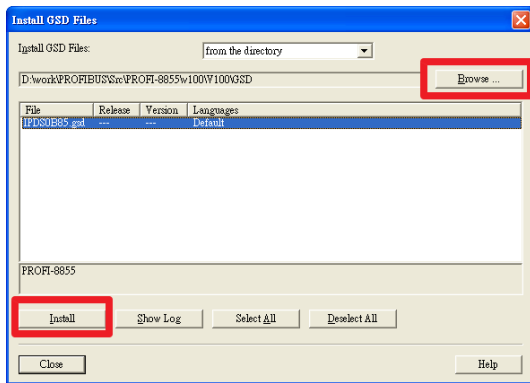 Install GSD Files
Install GSD Files:
from the directory
D:\work\PROFIBUS\Src\PROFI-8855\w100\V100\GSD
Browse ...
File Release Version Languages
IPDS0B85.gsd --- --- Default
PROFI-8855
Install Show Log Select All Deselect All
Close Help